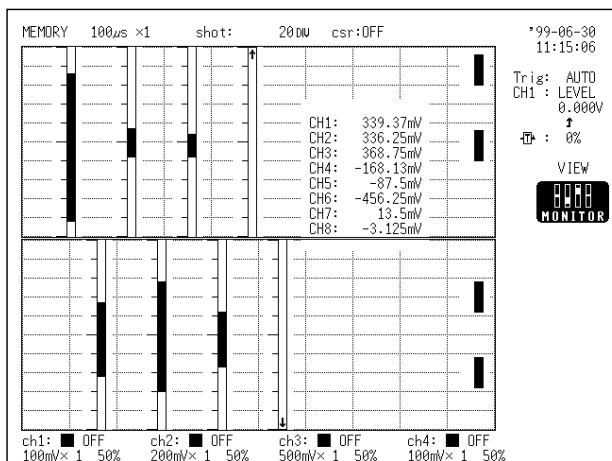 MEMORY 100µs ×1 shot: 20DIV csr:OFF
'99-06-30
11:15:06
Trig: AUTO
CH1 : LEVEL
0.000V
T : 0%
VIEW
MONITOR
CH1: 339.37mV
CH2: 336.25mV
CH3: 368.75mV
CH4: -168.13mV
CH5: -87.5mV
CH6: -456.25mV
CH7: 13.5mV
CH8: -3.125mV
ch1: OFF ch2: OFF ch3: OFF ch4: OFF
100mV× 1 50% 200mV× 1 50% 500mV× 1 50% 100mV× 1 50%